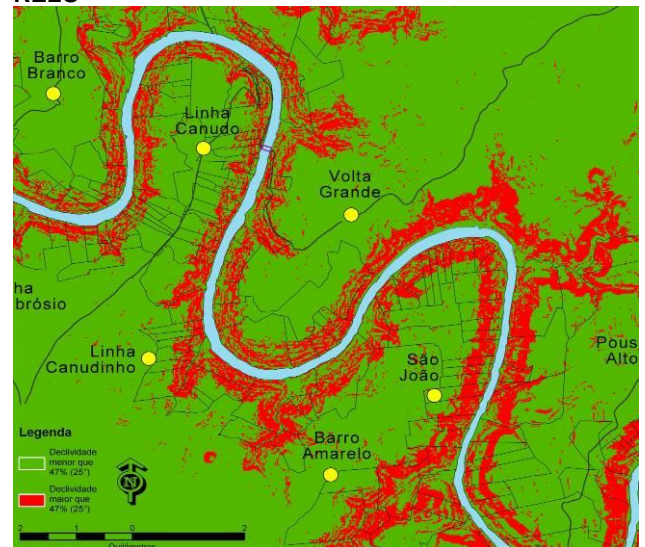 Barro
Branco
Linha
Canudo
Volta
Grande
ha
brósio
Linha
Canudinho
São
João
Pous
Alto
Barro
Amarelo
Legenda
Declividade
menor que
47% (25°)
Declividade
maior que
47% (25°)
N
2 1 0 2
Quilômetros